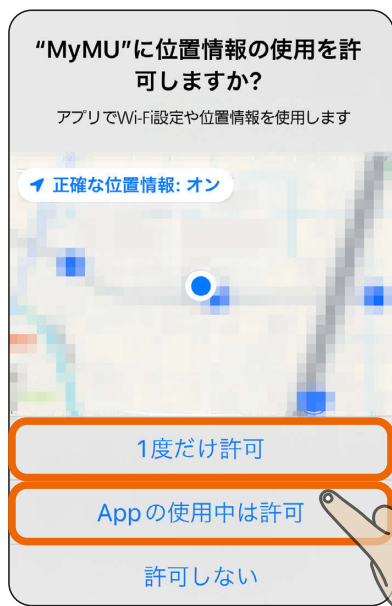 “MyMU”に位置情報の使用を許
可しますか?
アプリでWi-Fi設定や位置情報を使用します
正確な位置情報: オン
1度だけ許可
Appの使用中は許可
許可しない